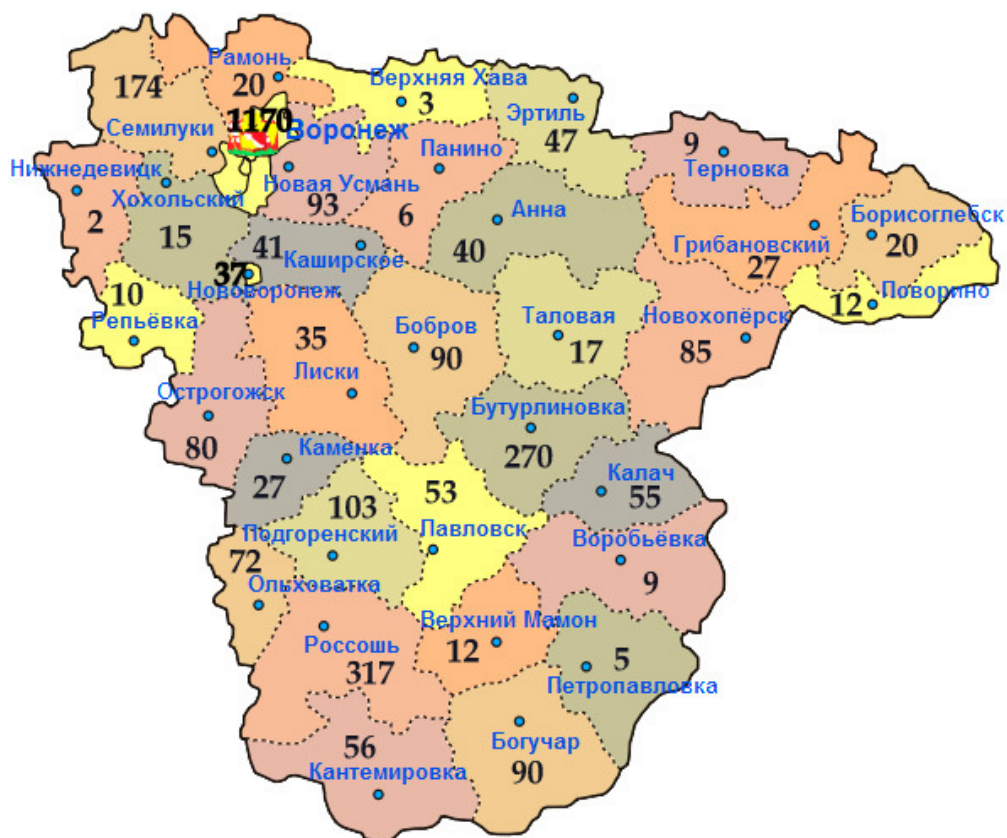 Рамонь
20
174
Верхняя Хава
3
Эртиль
47
1170
Воронеж
Семилуки
Панино
6
9
Терновка
Нижнедевицк
2
Хохольский
15
Новая Усмань
93
Анна
40
Грибановский
27
Борисоглебск
20
41
Каширское
37
Нововоронеж
10
Репьёвка
Поворино
12
35
Лиски
Бобров
90
Таловая
17
Новохопёрск
85
Острогожск
80
Бутурлиновка
270
Каменка
27
Калач
55
103
Подгоренский
53
Лавловск
Воробьёвка
9
72
Ольховатка
Верхний Мамон
12
Россошь
317
5
Петропавловка
56
Кантемировка
Богучар
90